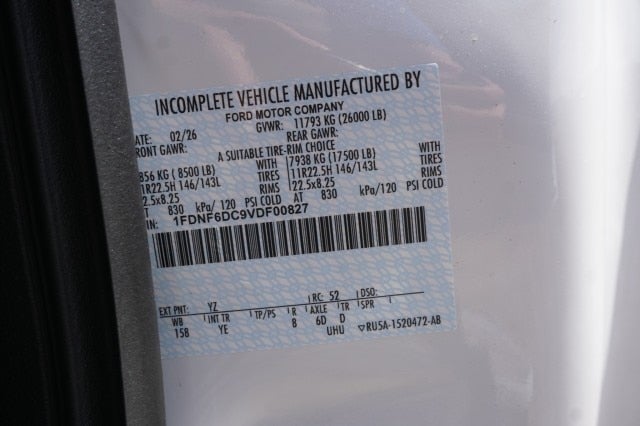 INCOMPLETE VEHICLE MANUFACTURED BY
FORD MOTOR COMPANY
DATE: 02/26 GVWR: 11793 KG (26000 LB)
FRONT GAWR: REAR GAWR:
A SUITABLE TIRE-RIM CHOICE
856 KG ( 8500 LB) WITH 7938 KG (17500 LB) WITH
11R22.5H 146/143L TIRES 11R22.5H 146/143L TIRES
22.5x8.25 RIMS 22.5x8.25 RIMS
AT 830 kPa/ 120 PSI COLD AT 830 kPa/ 120 PSI COLD
IN: 1FDNF6DC9VDF00827
EXT PNT: YZ RC: 52 DSO:
WB INT TR TP/PS R AXLE TR SPR
158 YE B 6D D
UHU ▽RU5A-1520472-AB